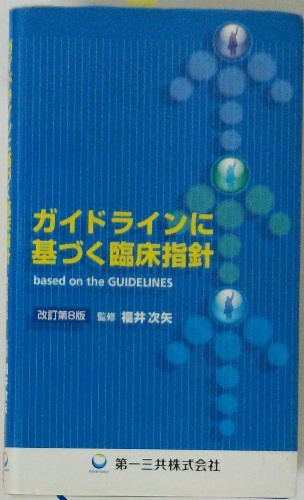 ガイドラインに
基づく臨床指針
based on the GUIDELINES
改訂第8版 監修 福井 次矢
第一三共株式会社